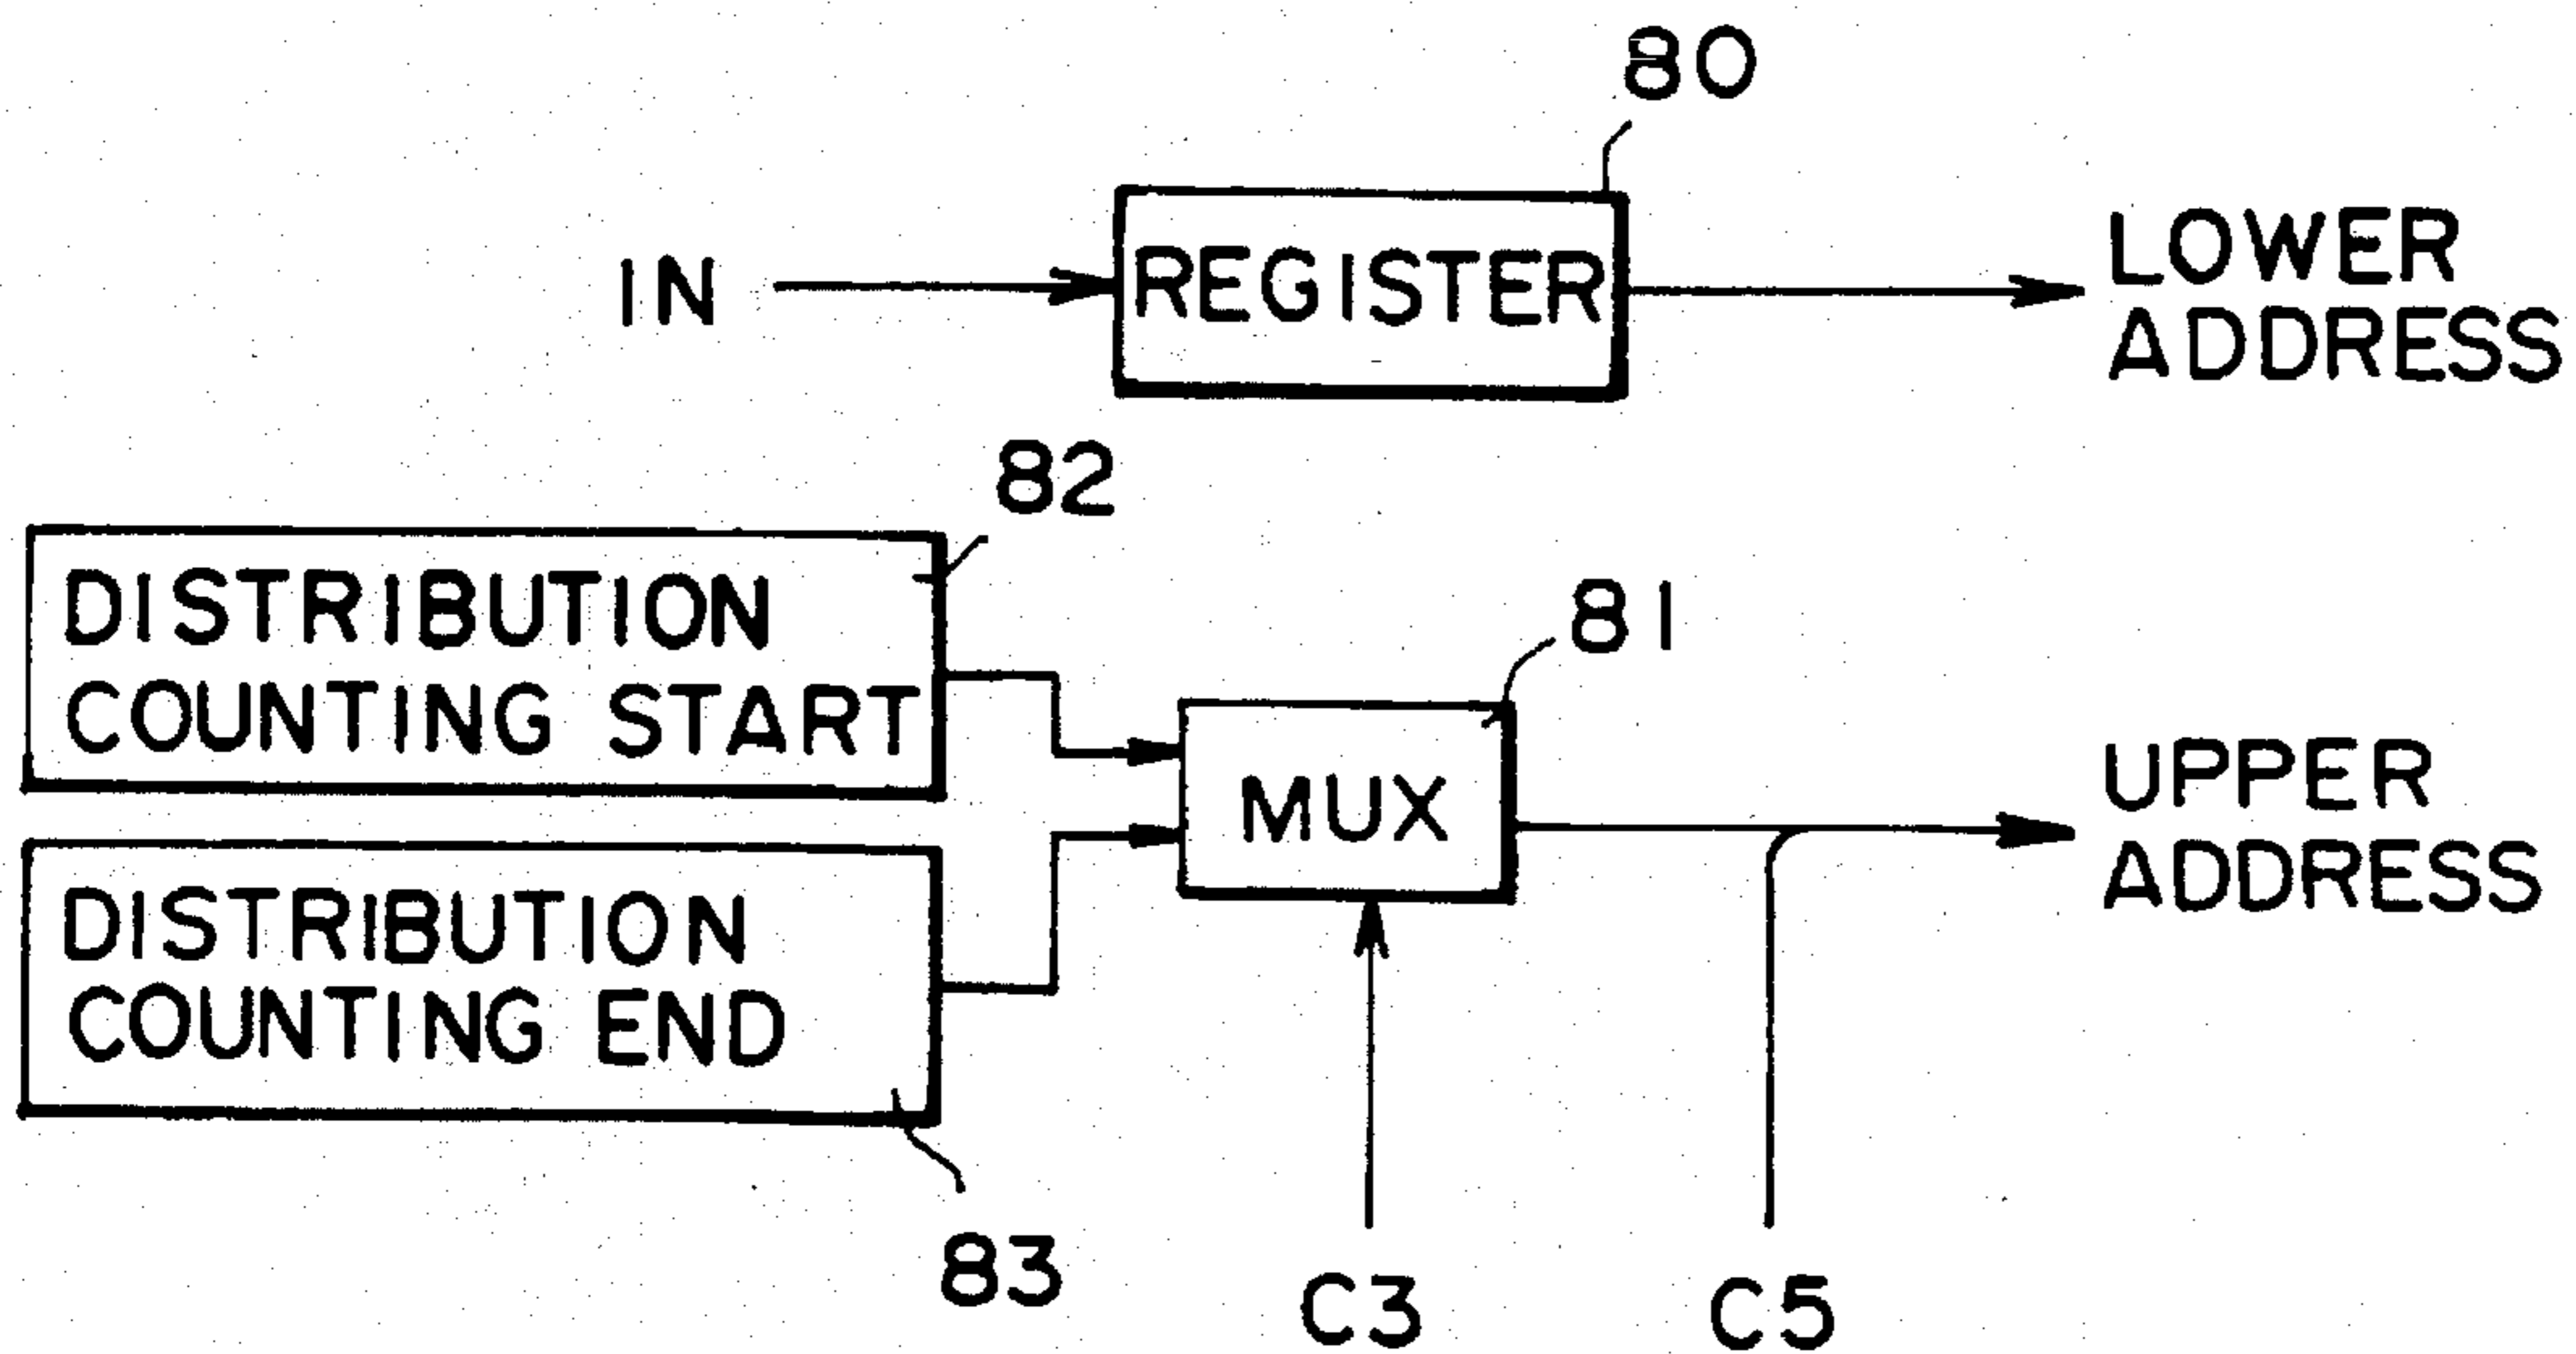 80
IN
REGISTER
LOWER
ADDRESS
82
DISTRIBUTION
COUNTING START
81
MUX
UPPER
ADDRESS
DISTRIBUTION
COUNTING END
83
C3
C5